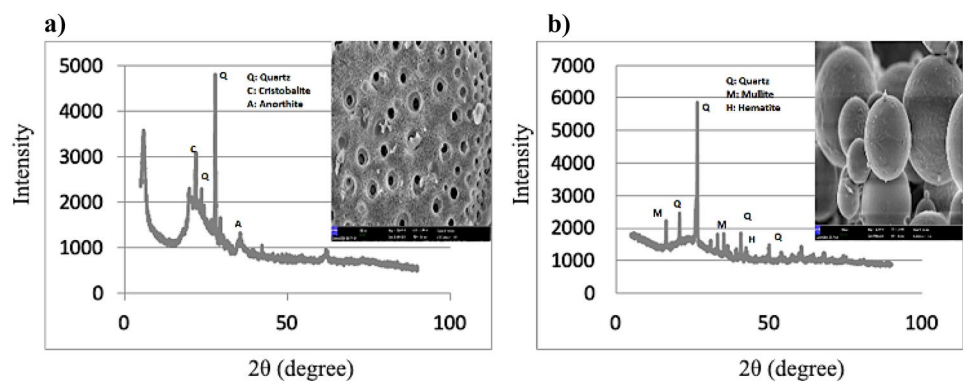 a)
5000
4000
3000
2000
1000
0
0
50
100
Intensity
2θ (degree)
Q: Quartz
C: Cristobalite
A: Anorthite
Q
C
Q
A
b)
7000
6000
5000
4000
3000
2000
1000
0
0
50
100
Intensity
2θ (degree)
Q: Quartz
M: Mullite
H: Hematite
Q
M
Q
M
Q
H
Q